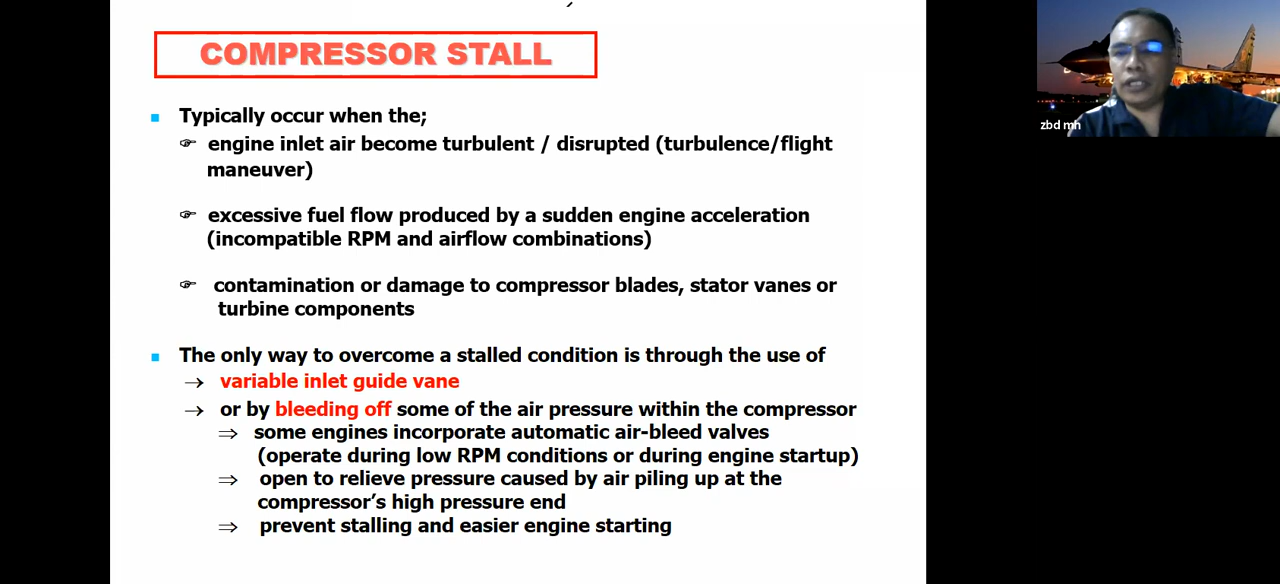 COMPRESSOR STALL
Typically occur when the;
engine inlet air become turbulent / disrupted (turbulence/flight
maneuver)
excessive fuel flow produced by a sudden engine acceleration
(incompatible RPM and airflow combinations)
contamination or damage to compressor blades, stator vanes or
turbine components
The only way to overcome a stalled condition is through the use of
→ variable inlet guide vane
→ or by bleeding off some of the air pressure within the compressor
⇒ some engines incorporate automatic air-bleed valves
(operate during low RPM conditions or during engine startup)
⇒ open to relieve pressure caused by air piling up at the
compressor's high pressure end
⇒ prevent stalling and easier engine starting
zbd mh